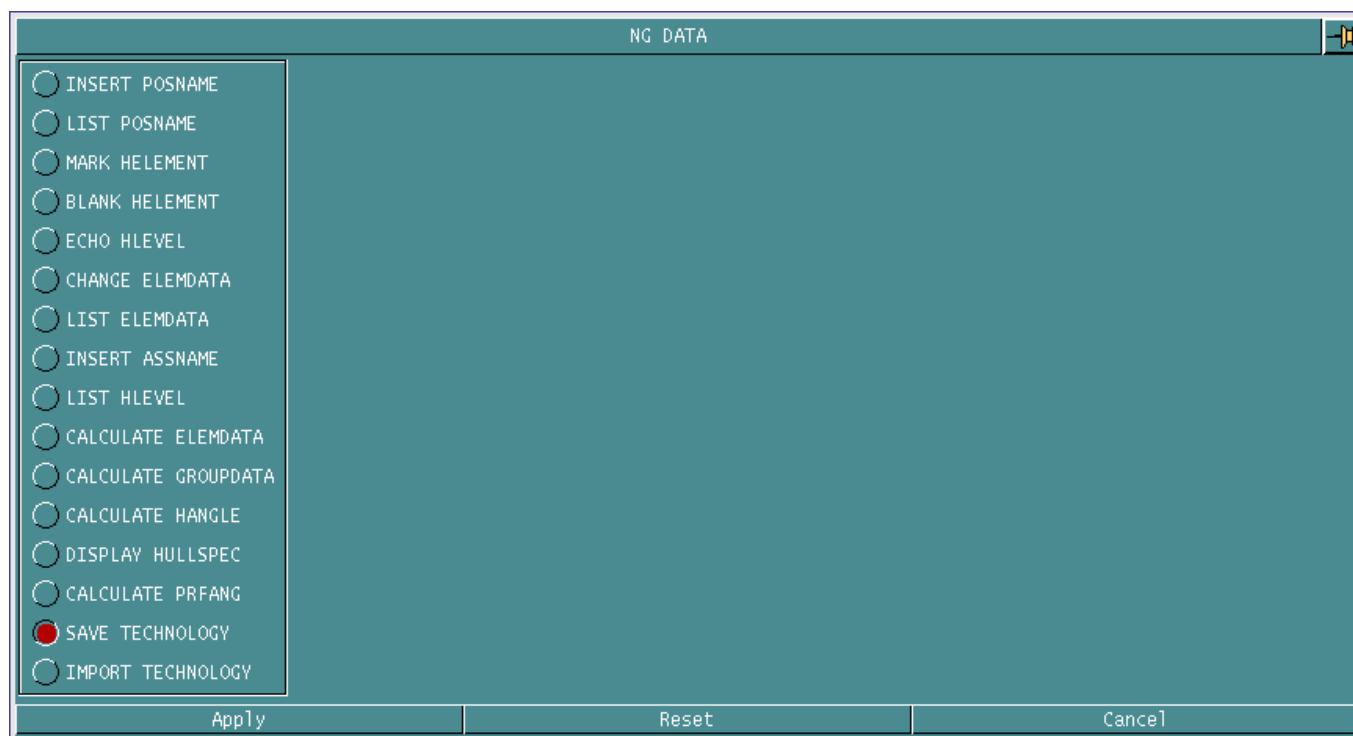 NG DATA
INSERT POSNAME
LIST POSNAME
MARK HELEMENT
BLANK HELEMENT
ECHO HLEVEL
CHANGE ELEMDATA
LIST ELEMDATA
INSERT ASSNAME
LIST HLEVEL
CALCULATE ELEMDATA
CALCULATE GROUPDATA
CALCULATE HANGLE
DISPLAY HULLSPEC
CALCULATE PRFANG
SAVE TECHNOLOGY
IMPORT TECHNOLOGY
Apply Reset Cancel